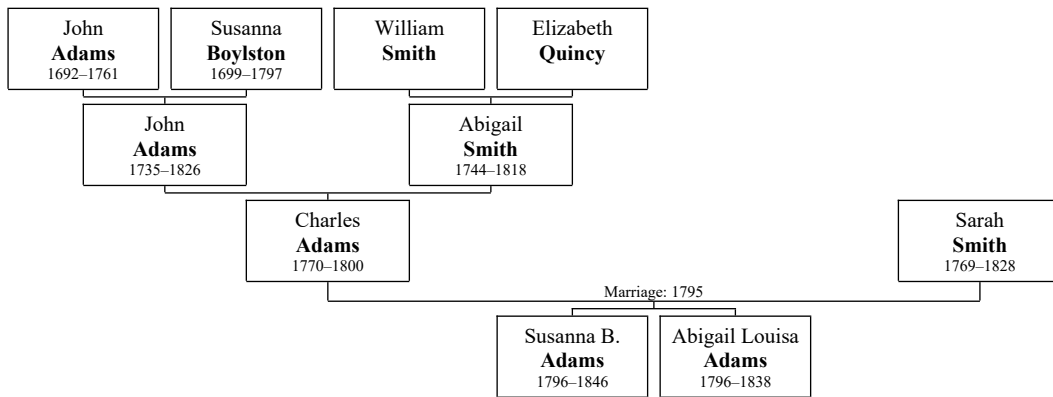 John
Adams
1692–1761
Susanna
Boylston
1699–1797
William
Smith
Elizabeth
Quincy
John
Adams
1735–1826
Abigail
Smith
1744–1818
Charles
Adams
1770–1800
Sarah
Smith
1769–1828
Marriage: 1795
Susanna B.
Adams
1796–1846
Abigail Louisa
Adams
1796–1838